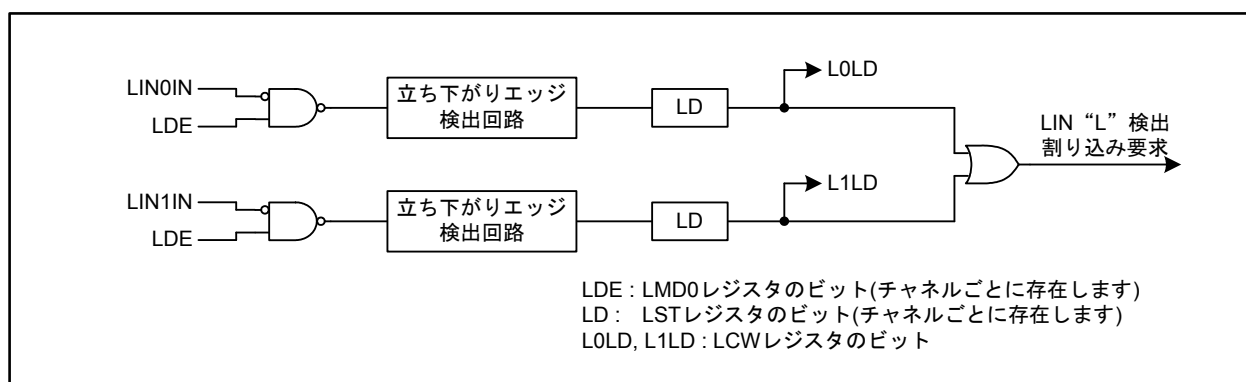 LIN0IN
LDE
立ち下がりエッジ
検出回路
LD
L0LD
LIN “L” 検出
割り込み要求
LIN1IN
LDE
立ち下がりエッジ
検出回路
LD
L1LD
LDE : LMD0レジスタのビット(チャネルごとに存在します)
LD : LSTレジスタのビット(チャネルごとに存在します)
L0LD, L1LD : LCWレジスタのビット